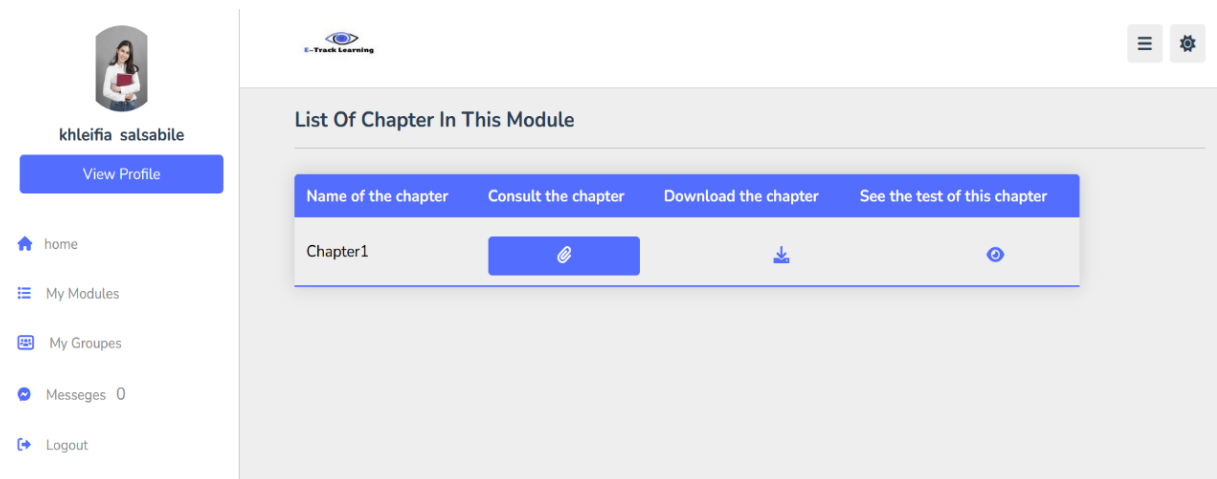 khleifia salsabile
View Profile
home
My Modules
My Groupes
Messeges 0
Logout
E-Track Learning
List Of Chapter In This Module
Name of the chapter Consult the chapter Download the chapter See the test of this chapter
Chapter1